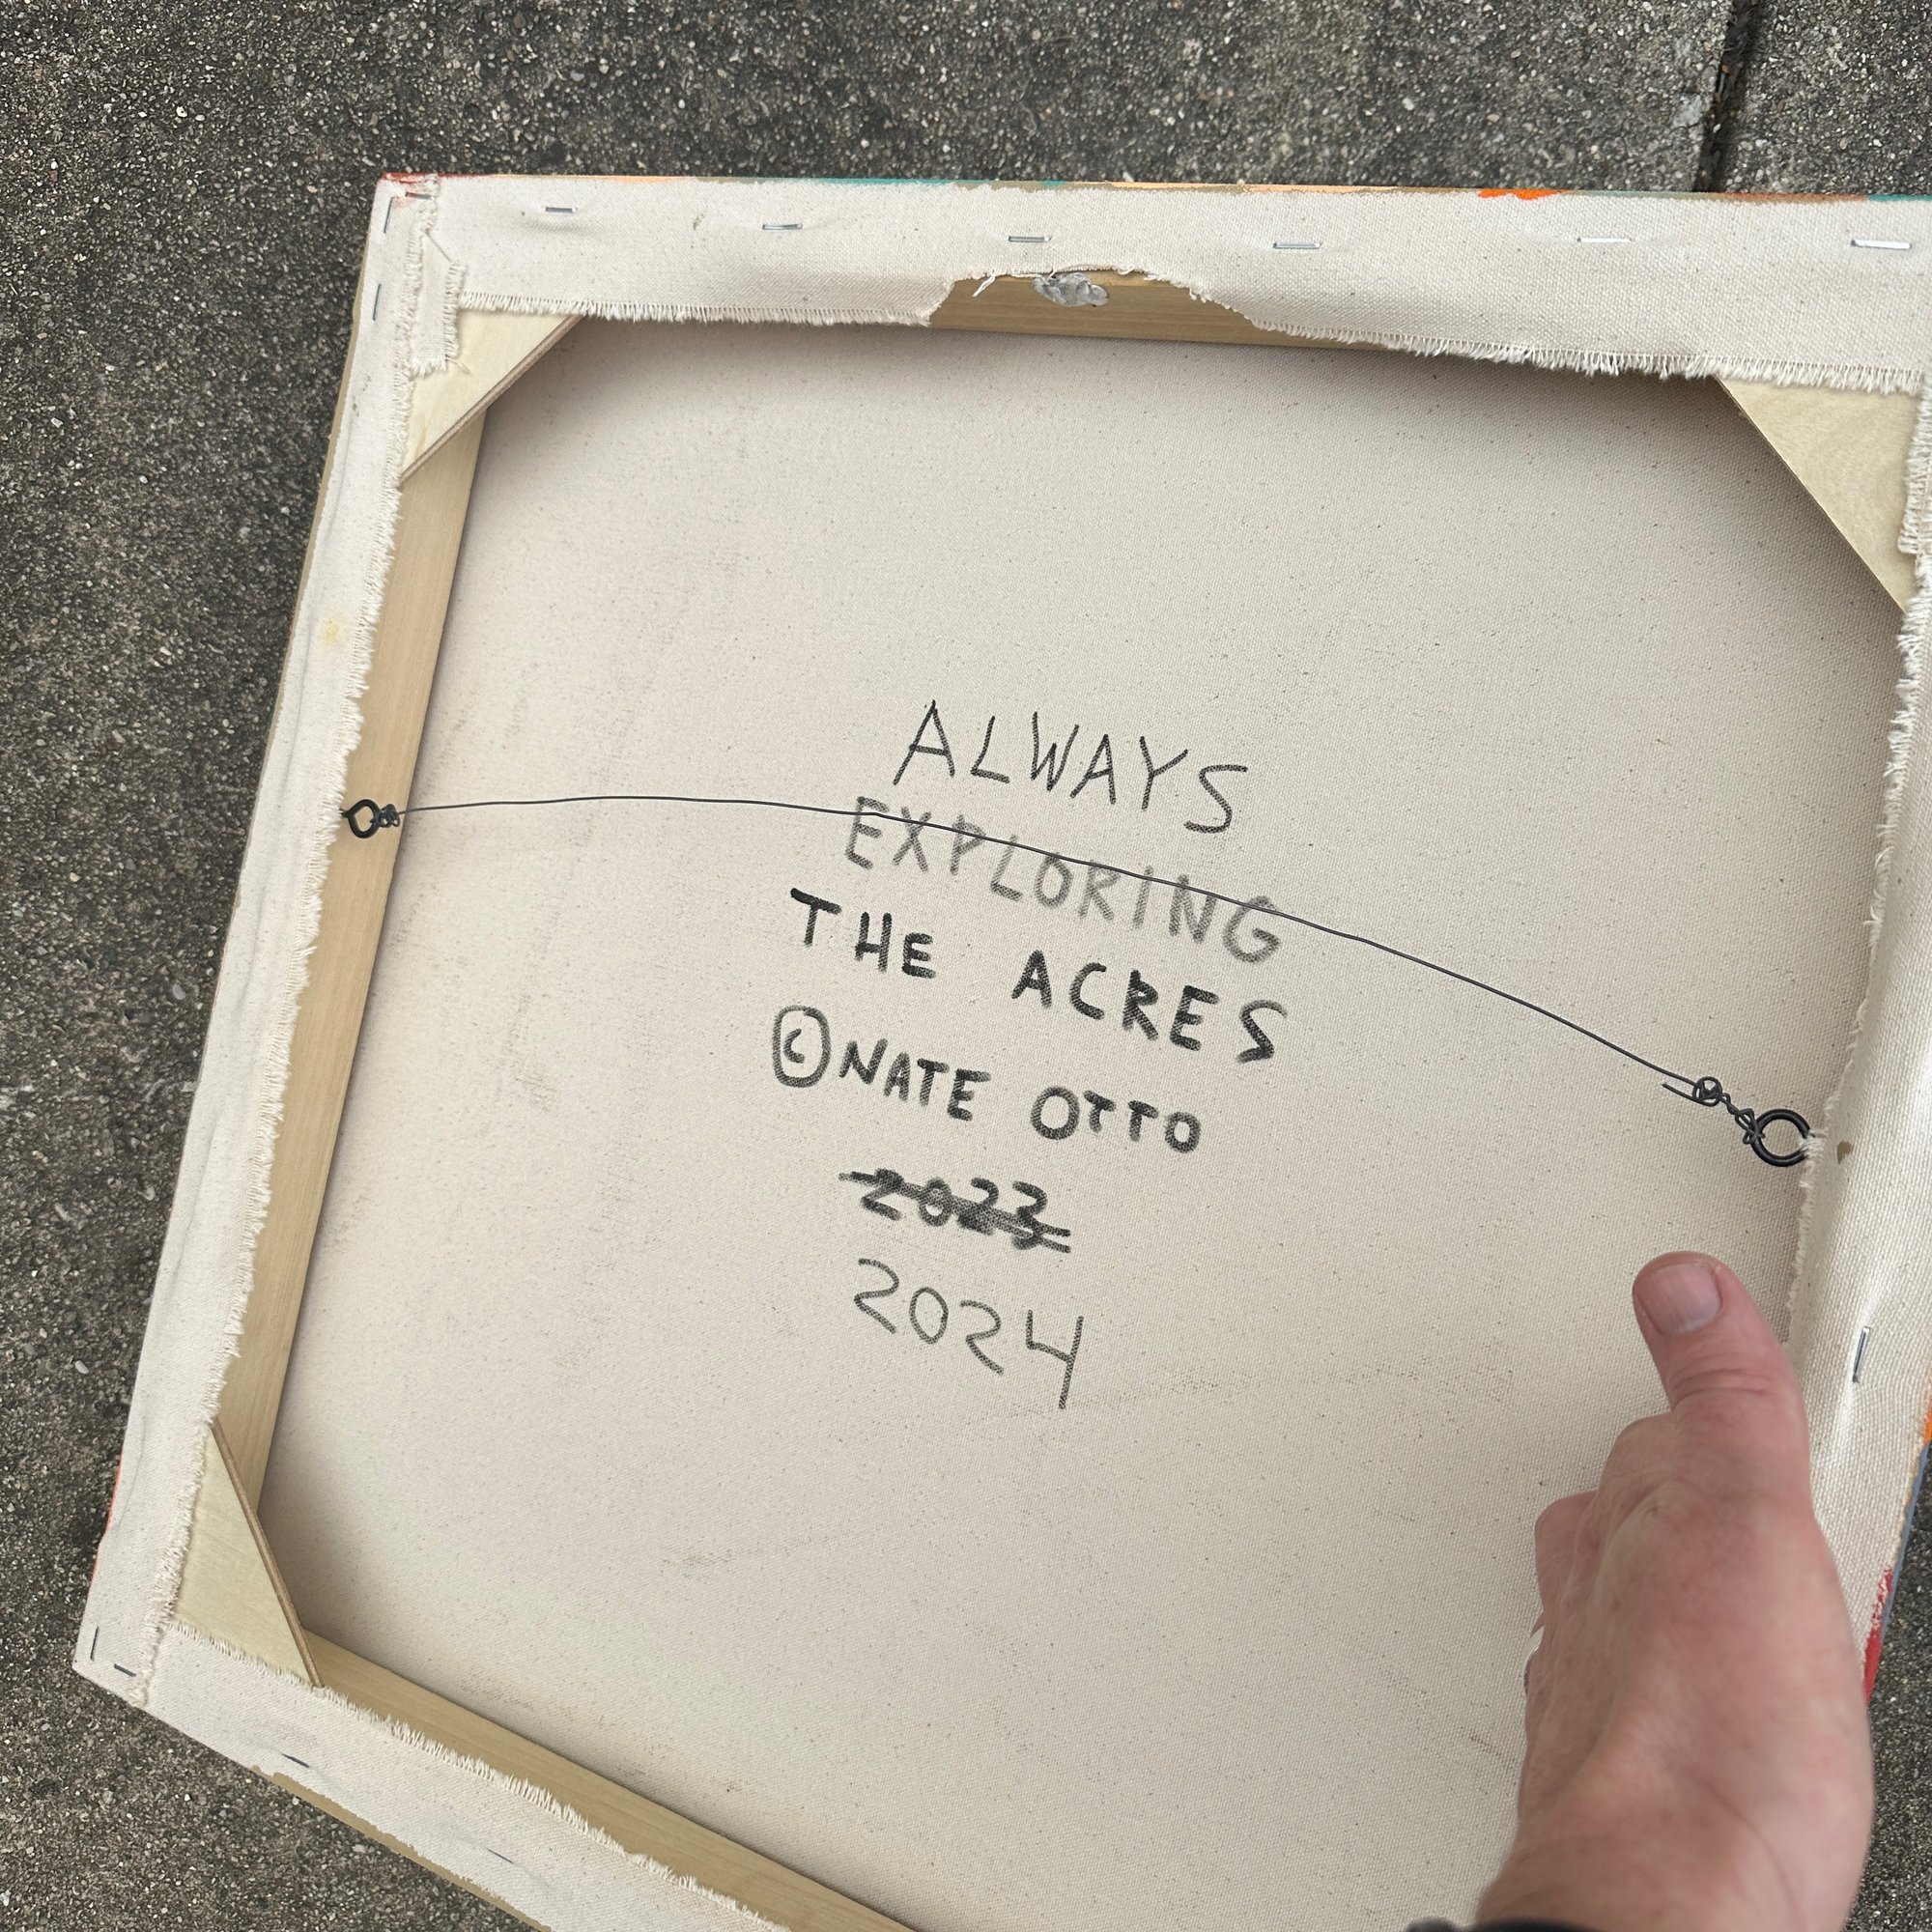 ALWAYS
EXPLORING
THE ACRES
©NATE OTTO
2023
2024